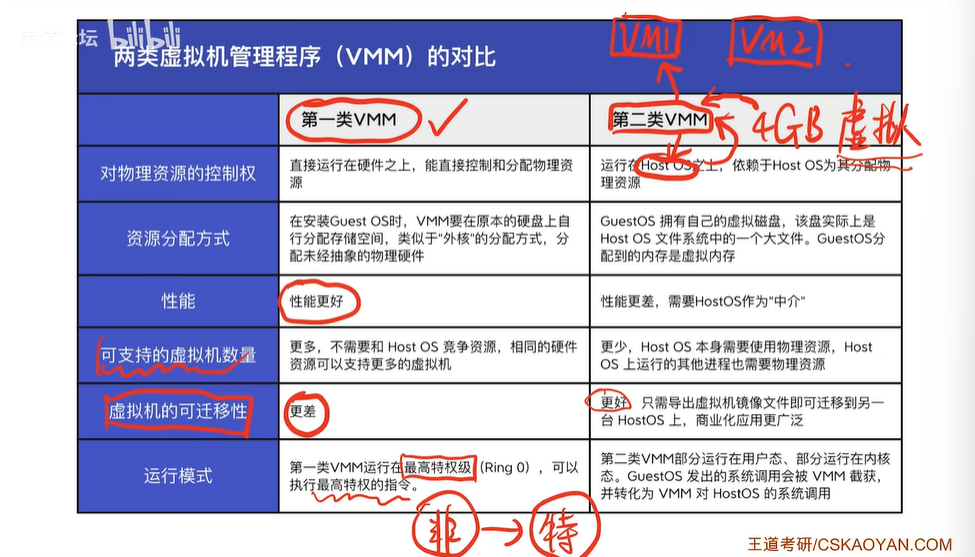 bilibili
两类虚拟机管理程序（VMM）的对比
VM1
VM2
第一类VMM
第二类VMM
4GB 虚拟
对物理资源的控制权
直接运行在硬件之上，能直接控制和分配物理资
源
运行在Host OS之上，依赖于Host OS为其分配物
理资源
资源分配方式
在安装Guest OS时，VMM要在原本的硬盘上自
行分配存储空间，类似于"外核"的分配方式，分
配未经抽象的物理硬件
GuestOS 拥有自己的虚拟磁盘，该盘实际上是
Host OS 文件系统中的一个大文件。GuestOS分
配到的内存是虚拟内存
性能
性能更好
性能更差，需要HostOS作为"中介"
可支持的虚拟机数量
更多，不需要和 Host OS 竞争资源，相同的硬件
资源可以支持更多的虚拟机
更少，Host OS 本身需要使用物理资源，Host
OS 上运行的其他进程也需要物理资源
虚拟机的可迁移性
更差
更好，只需导出虚拟机镜像文件即可迁移到另一
台 HostOS 上，商业化应用更广泛
运行模式
第一类VMM运行在最高特权级（Ring 0），可以
执行最高特权的指令。
第二类VMM部分运行在用户态、部分运行在内核
态。GuestOS 发出的系统调用会被 VMM 截获，
并转化为 VMM 对 HostOS 的系统调用
非 → 特
王道考研/CSKAOYAN.COM